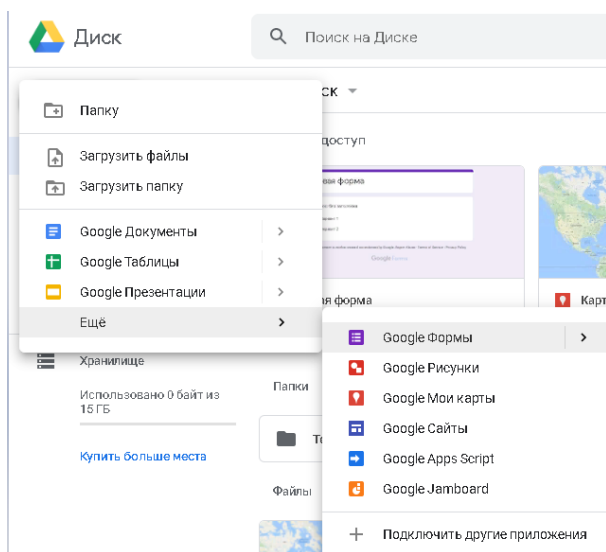 Диск
Поиск на Диске
Папку
Загрузить файлы
Загрузить папку
Google Документы
Google Таблицы
Google Презентации
Ещё
доступ
форма
Google
форма
Карт
Google Формы
Google Рисунки
Google Мои карты
Google Сайты
Google Apps Script
Google Jamboard
Подключить другие приложения
Хранилище
Использовано 0 байт из
15 ГБ
Купить больше места
Папки
Файлы